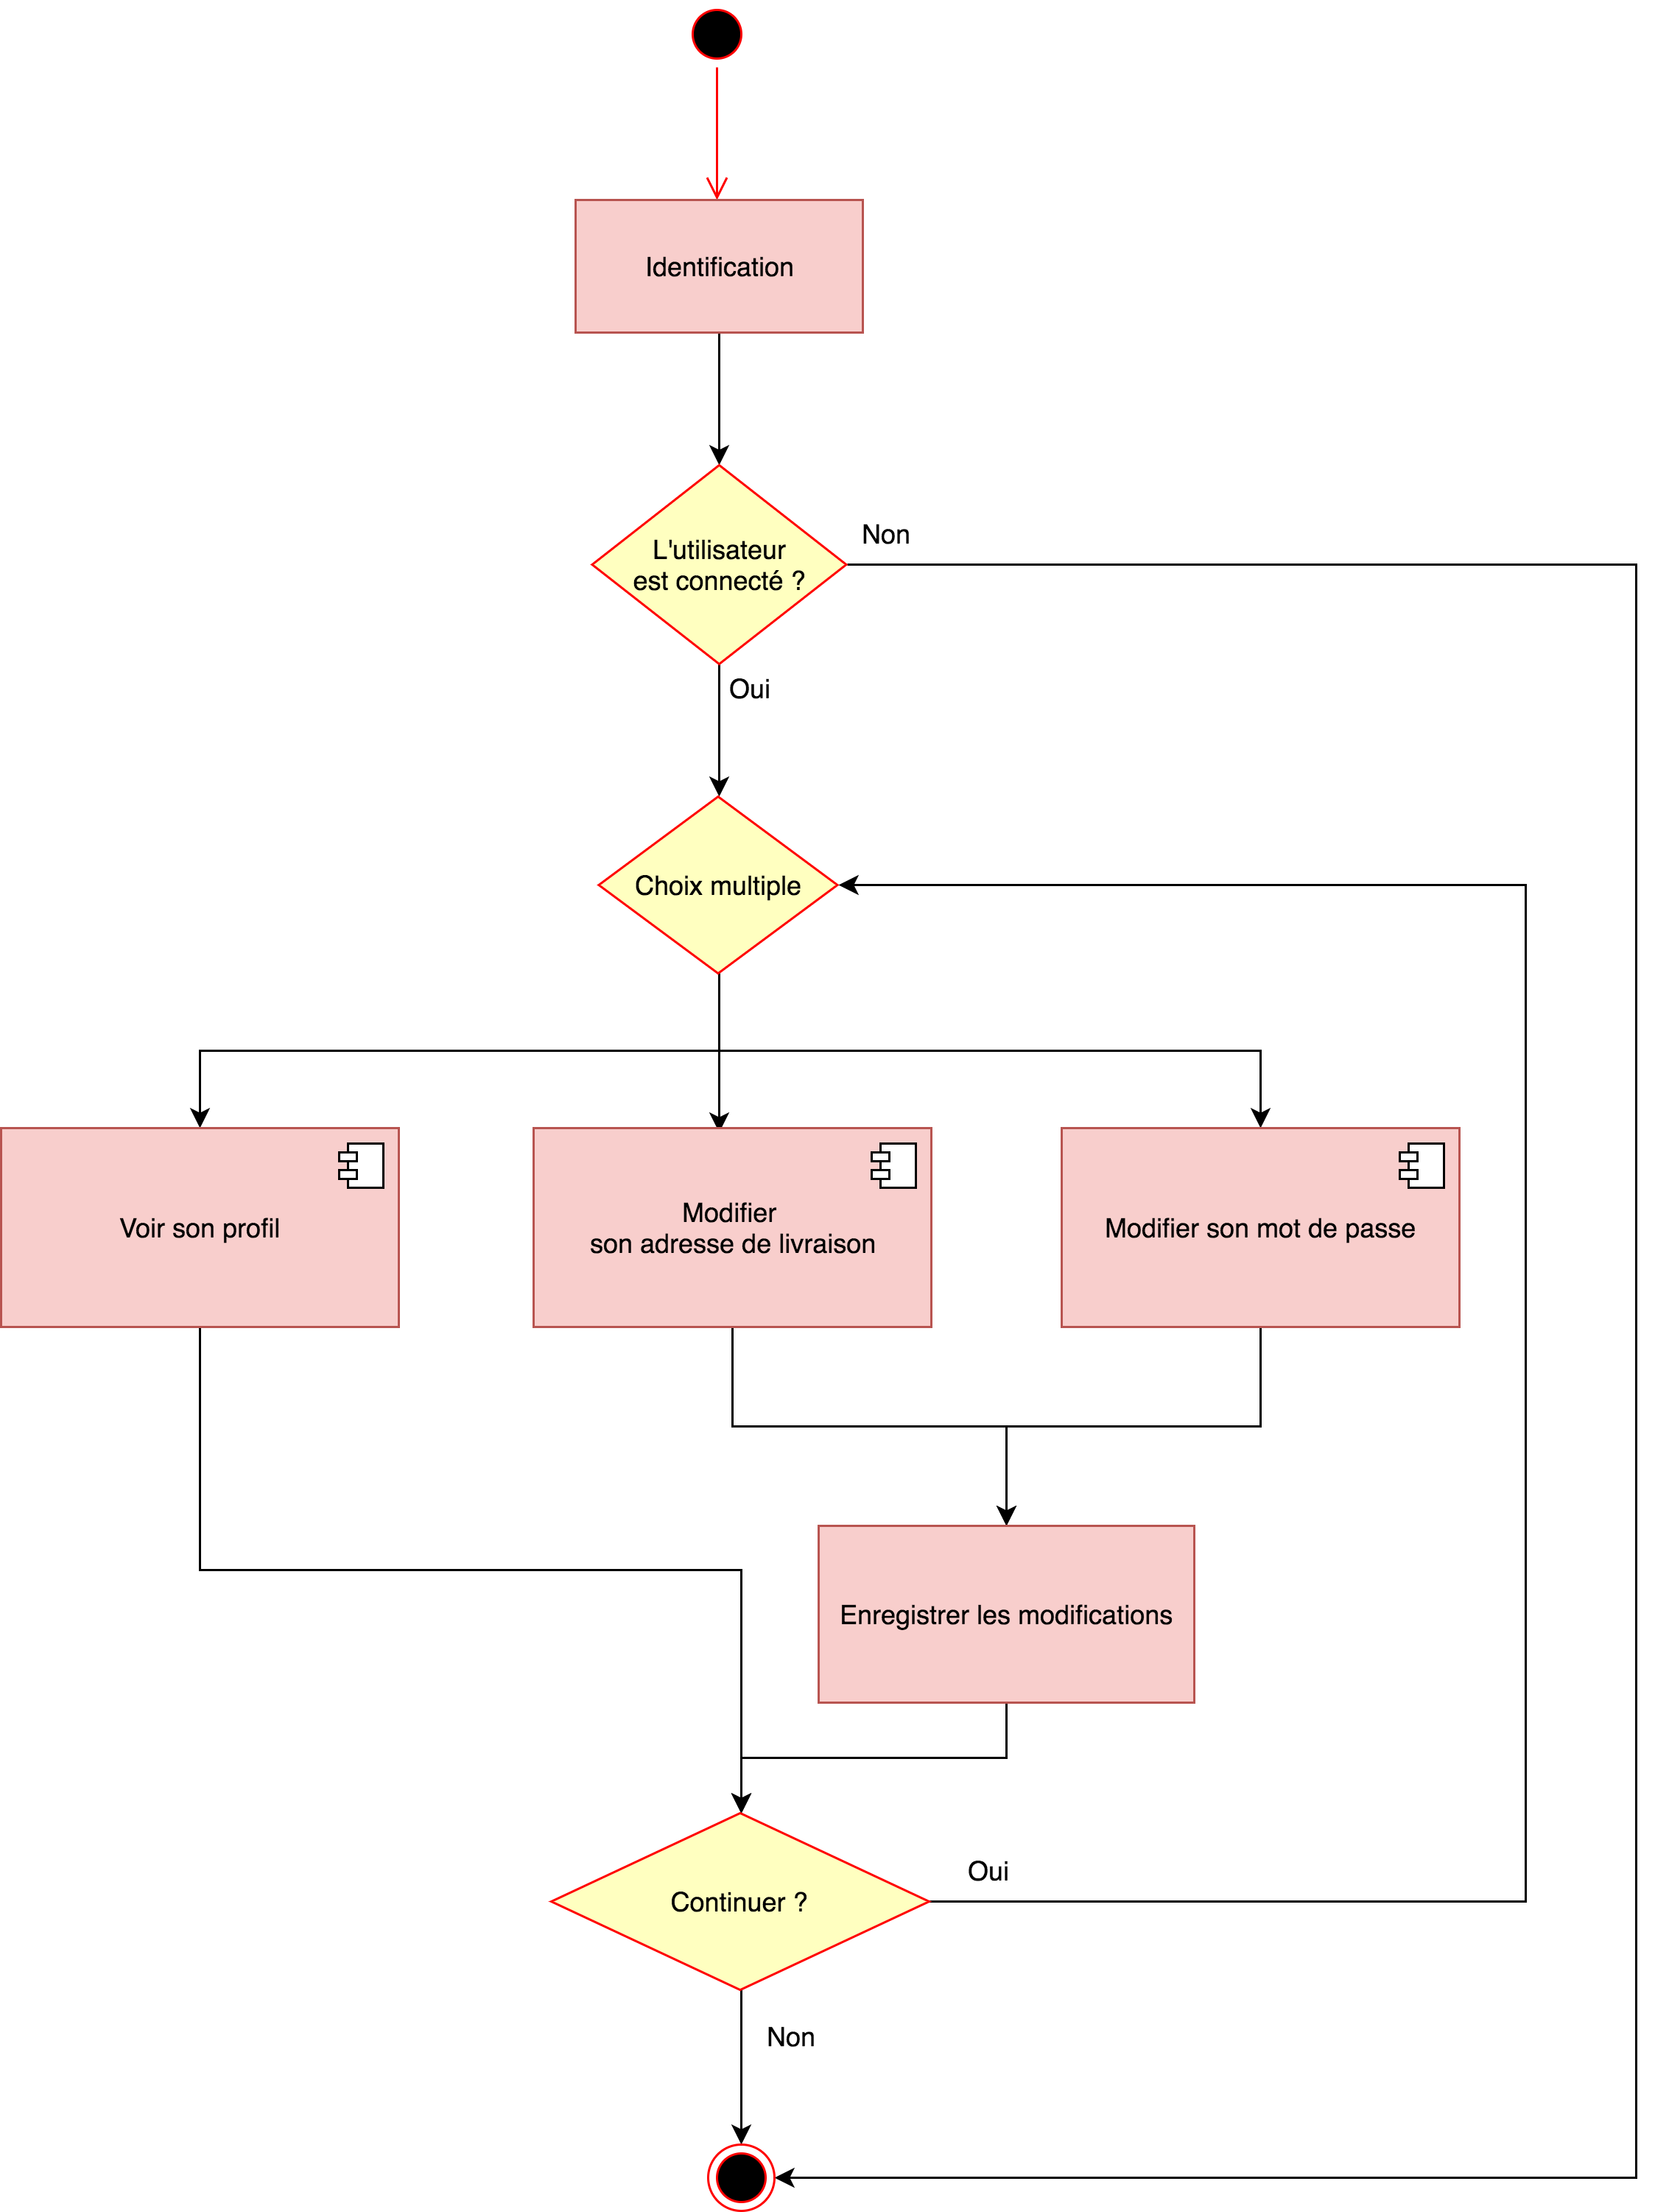 Identification
L'utilisateur
est connecté ?
Non
Oui
Choix multiple
Voir son profil
Modifier
son adresse de livraison
Modifier son mot de passe
Enregistrer les modifications
Continuer ?
Oui
Non